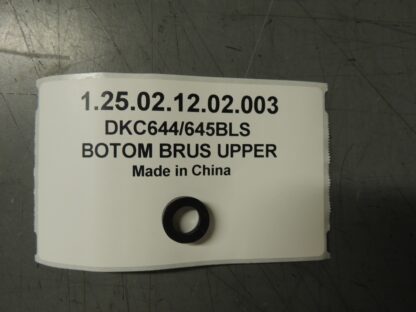 1.25.02.12.02.003
DKC644/645BLS
BOTOM BRUS UPPER
Made in China